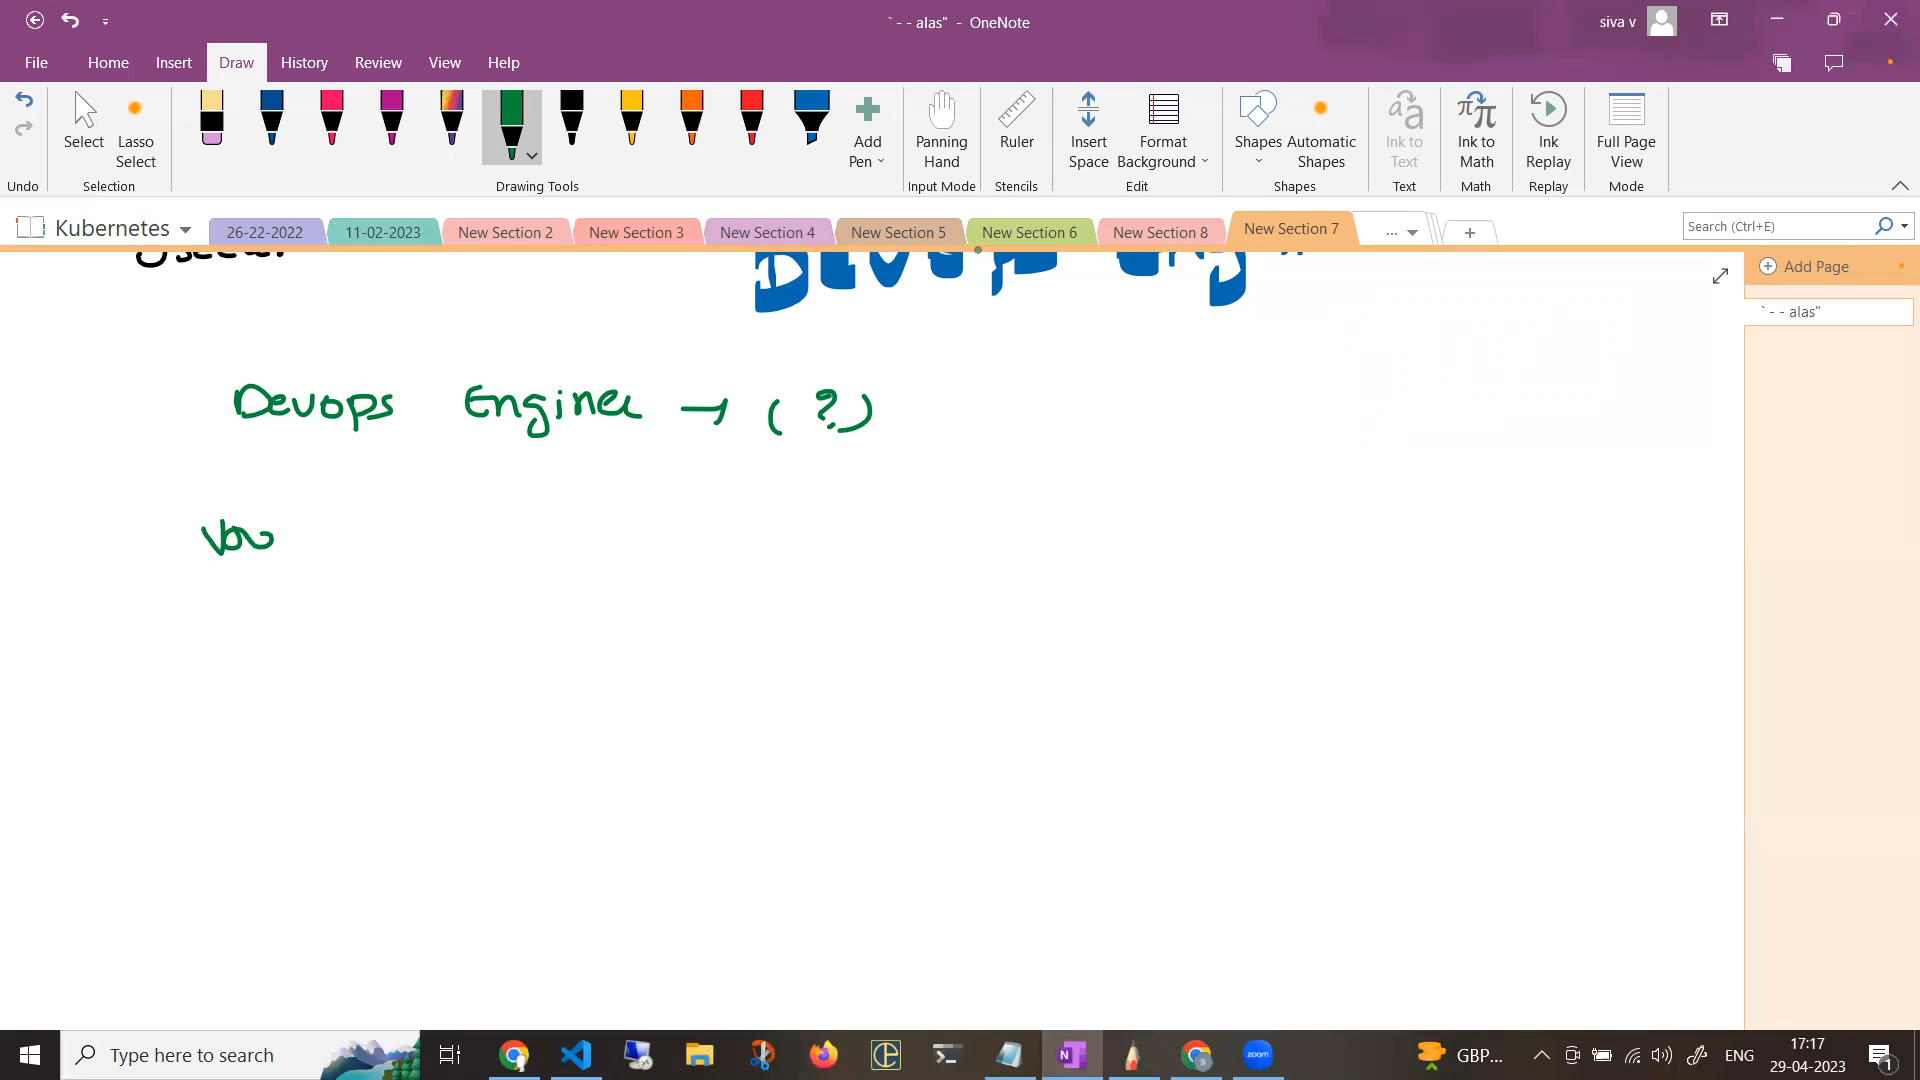 ` - - alas" - OneNote
siva v
File Home Insert Draw History Review View Help
Select
Lasso Select
Add Pen
Panning Hand
Ruler
Insert Space
Format Background
Shapes
Automatic Shapes
Ink to Text
Ink to Math
Ink Replay
Full Page View
Undo Selection Drawing Tools Input Mode Stencils Edit Shapes Text Math Replay Mode
Kubernetes 26-22-2022 11-02-2023 New Section 2 New Section 3 New Section 4 New Section 5 New Section 6 New Section 8 New Section 7 ... Search (Ctrl+E)
Add Page
` - - alas"
Devops Enginee → ( ? )
Type here to search
zoom
GBP... ENG 17:17
29-04-2023
1